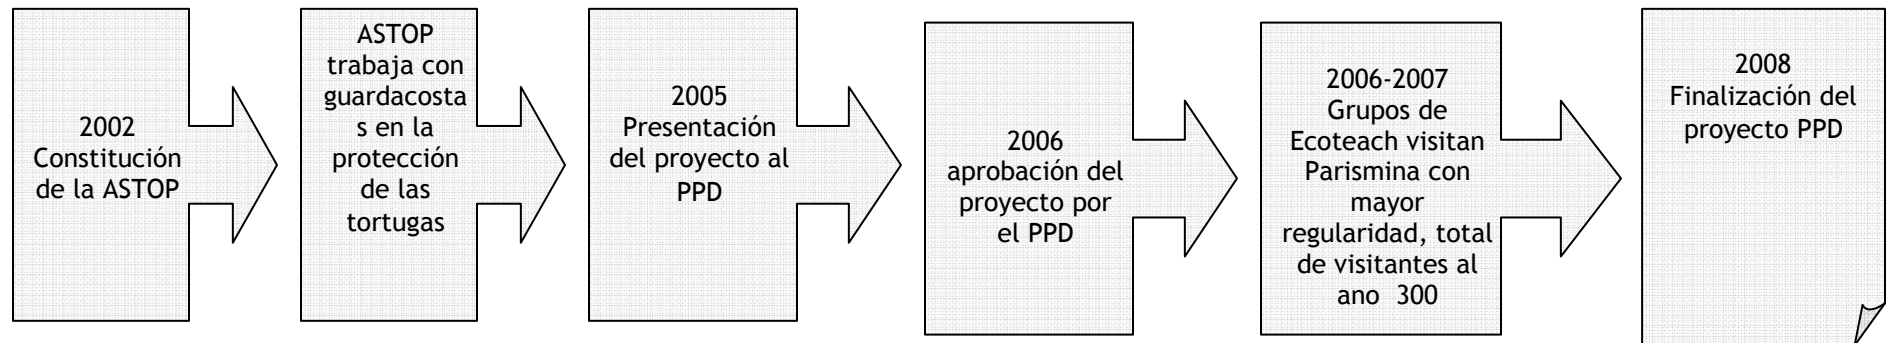 2002
Constitución
de la ASTOP
ASTOP
trabaja con
guardacosta
s en la
protección
de las
tortugas
2005
Presentación
del proyecto al
PPD
2006
aprobación del
proyecto por
el PPD
2006-2007
Grupos de
Ecoteach visitan
Parismina con
mayor
regularidad, total
de visitantes al
ano 300
2008
Finalización del
proyecto PPD